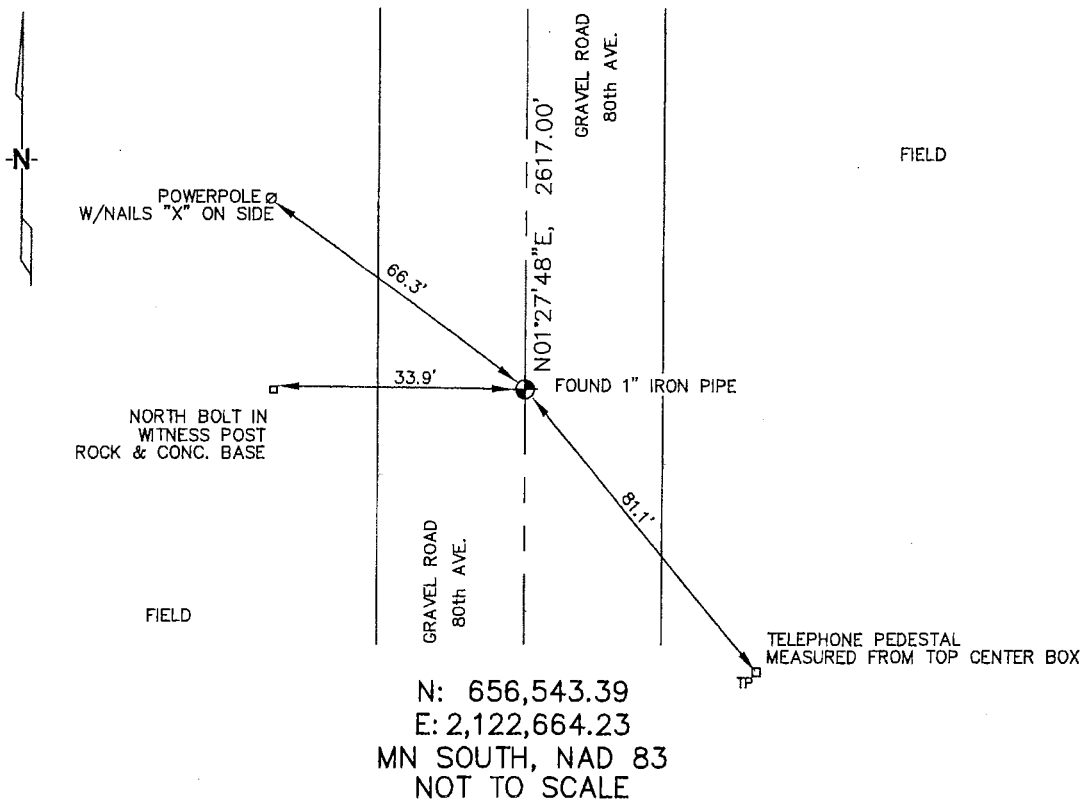 GRAVEL ROAD
80th AVE.
N
FIELD
POWERPOLE
W/NAILS "X" ON SIDE
N01°27'48"E, 2617.00'
66.3'
33.9'
FOUND 1" IRON PIPE
NORTH BOLT IN
WITNESS POST
ROCK & CONC. BASE
81.1'
GRAVEL ROAD
80th AVE.
FIELD
TELEPHONE PEDESTAL
MEASURED FROM TOP CENTER BOX
TP
N: 656,543.39
E: 2,122,664.23
MN SOUTH, NAD 83
NOT TO SCALE